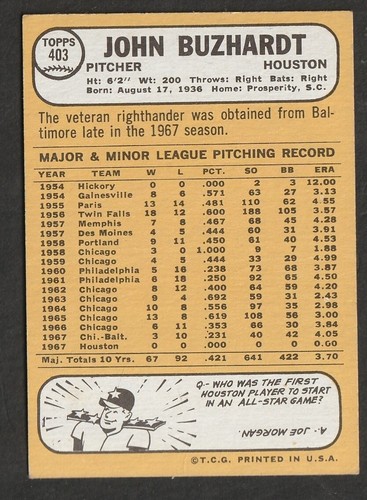 TOPPS
403
JOHN BUZHARDT
PITCHER HOUSTON
Ht: 6'2" Wt: 200 Throws: Right Bats: Right
Born: August 17, 1936 Home: Prosperity, S.C.
The veteran righthander was obtained from Bal-
timore late in the 1967 season.
MAJOR & MINOR LEAGUE PITCHING RECORD
YEAR TEAM W L PCT. SO BB ERA
1954 Hickory 0 0 .000 2 3 12.00
1954 Gainesville 8 6 .571 63 27 3.13
1955 Paris 13 14 .481 110 62 4.55
1956 Twin Falls 18 12 .600 188 105 3.57
1957 Memphis 7 8 .467 68 45 4.28
1957 Des Moines 4 5 .444 60 31 3.91
1958 Portland 9 11 .450 61 40 4.53
1958 Chicago 3 0 1.000 9 7 1.88
1959 Chicago 4 5 .444 33 29 4.99
1960 Philadelphia 5 16 .238 73 68 3.87
1961 Philadelphia 6 18 .250 92 65 4.50
1962 Chicago 8 12 .400 64 59 4.20
1963 Chicago 9 4 .692 59 31 2.43
1964 Chicago 10 8 .556 97 35 2.98
1965 Chicago 13 8 .619 108 56 3.00
1966 Chicago 6 11 .353 66 30 3.84
1967 Chi.-Balt. 3 10 .231 40 42 4.05
1967 Houston 0 0 .000 0 0 0.00
Maj. Totals 10 Yrs. 67 92 .421 641 422 3.70
Q.- WHO WAS THE FIRST
HOUSTON PLAYER TO START
IN AN ALL-STAR GAME?
A.- JOE MORGAN.
©T.C.G. PRINTED IN U.S.A.